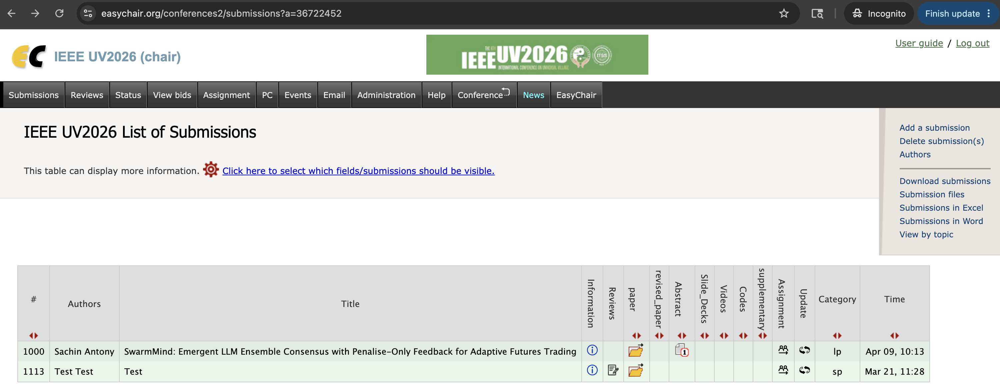 easychair.org/conferences2/submissions?a=36722452
Incognito
Finish update
EC
IEEE UV2026 (chair)
THE 8TH
IEEE UV2026
INTERNATIONAL CONFERENCE ON UNIVERSAL VILLAGE
ITSS
User guide / Log out
Submissions Reviews Status View bids Assignment PC Events Email Administration Help Conference News EasyChair
IEEE UV2026 List of Submissions
This table can display more information. Click here to select which fields/submissions should be visible.
Add a submission
Delete submission(s)
Authors
Download submissions
Submission files
Submissions in Excel
Submissions in Word
View by topic
# Authors Title Information Reviews paper revised_paper Abstract Slide_Decks Videos Codes supplementary Assignment Update Category Time
1000 Sachin Antony SwarmMind: Emergent LLM Ensemble Consensus with Penalise-Only Feedback for Adaptive Futures Trading 1 lp Apr 09, 10:13
1113 Test Test Test sp Mar 21, 11:28